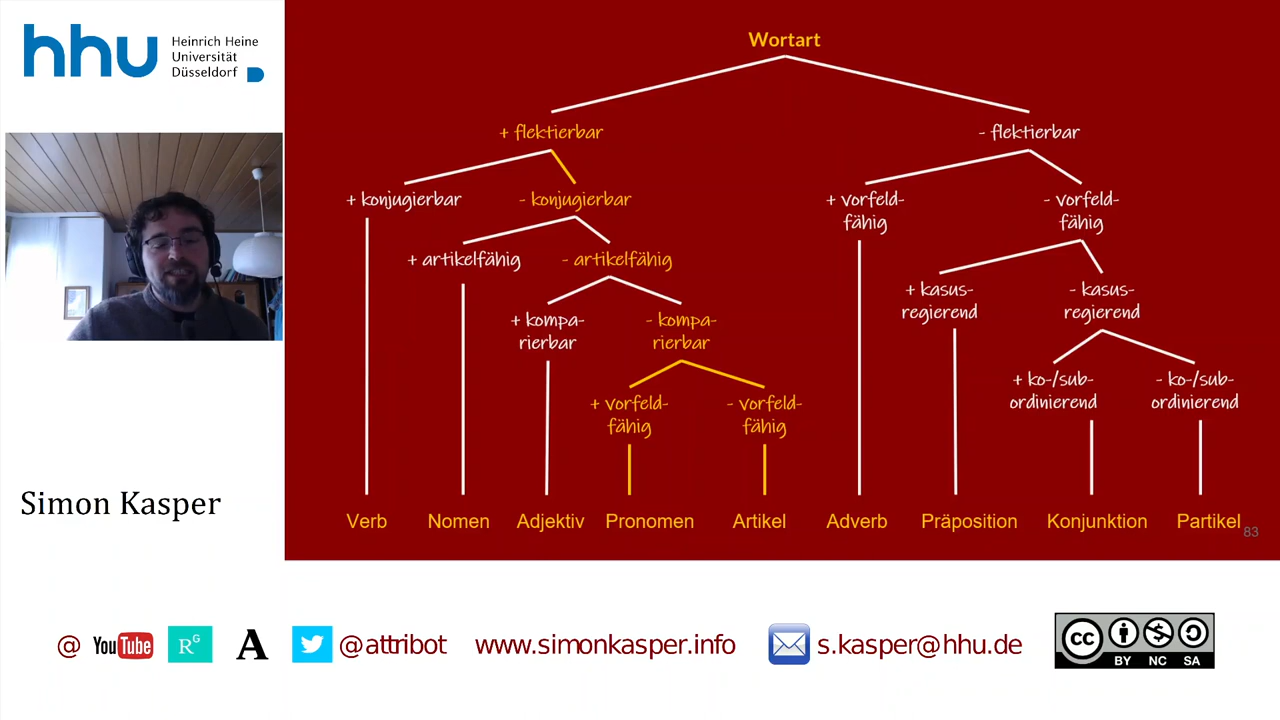 hhu
Heinrich Heine
Universität
Düsseldorf
Simon Kasper
Wortart
+ flektierbar
- flektierbar
+ konjugierbar
- konjugierbar
+ vorfeld-
fähig
- vorfeld-
fähig
+ artikelfähig
- artikelfähig
+ kasus-
regierend
- kasus-
regierend
+ kompa-
rierbar
- kompa-
rierbar
+ ko-/sub-
ordinierend
- ko-/sub-
ordinierend
+ vorfeld-
fähig
- vorfeld-
fähig
Verb
Nomen
Adjektiv
Pronomen
Artikel
Adverb
Präposition
Konjunktion
Partikel
83
@ YouTube RG A @attribot www.simonkasper.info s.kasper@hhu.de
cc BY NC SA